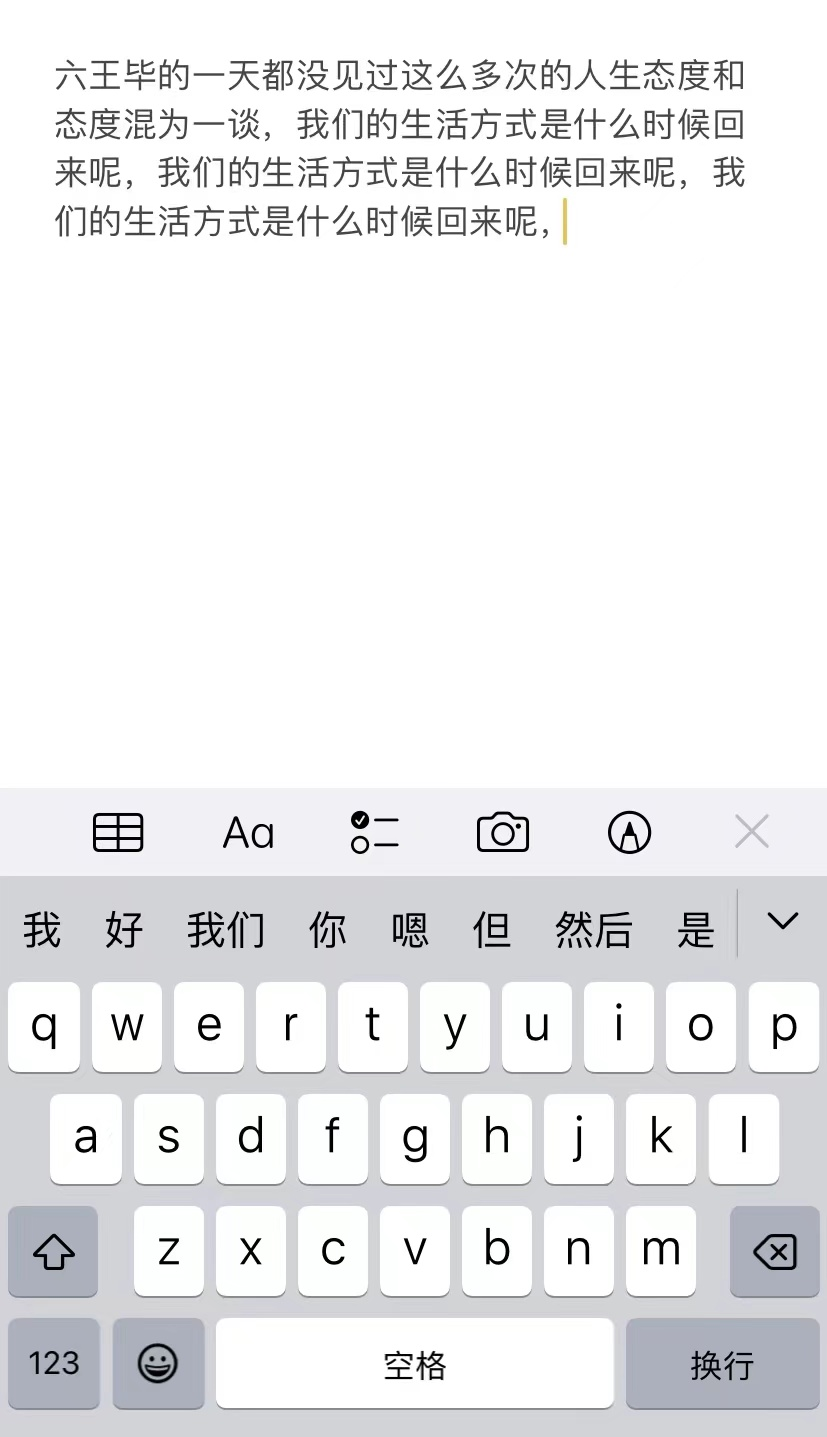 六王毕的一天都没见过这么多次的人生态度和
态度混为一谈，我们的生活方式是什么时候回
来呢，我们的生活方式是什么时候回来呢，我
们的生活方式是什么时候回来呢，
Aa
我 好 我们 你 嗯 但 然后 是
q w e r t y u i o p
a s d f g h j k l
z x c v b n m
123 空格 换行